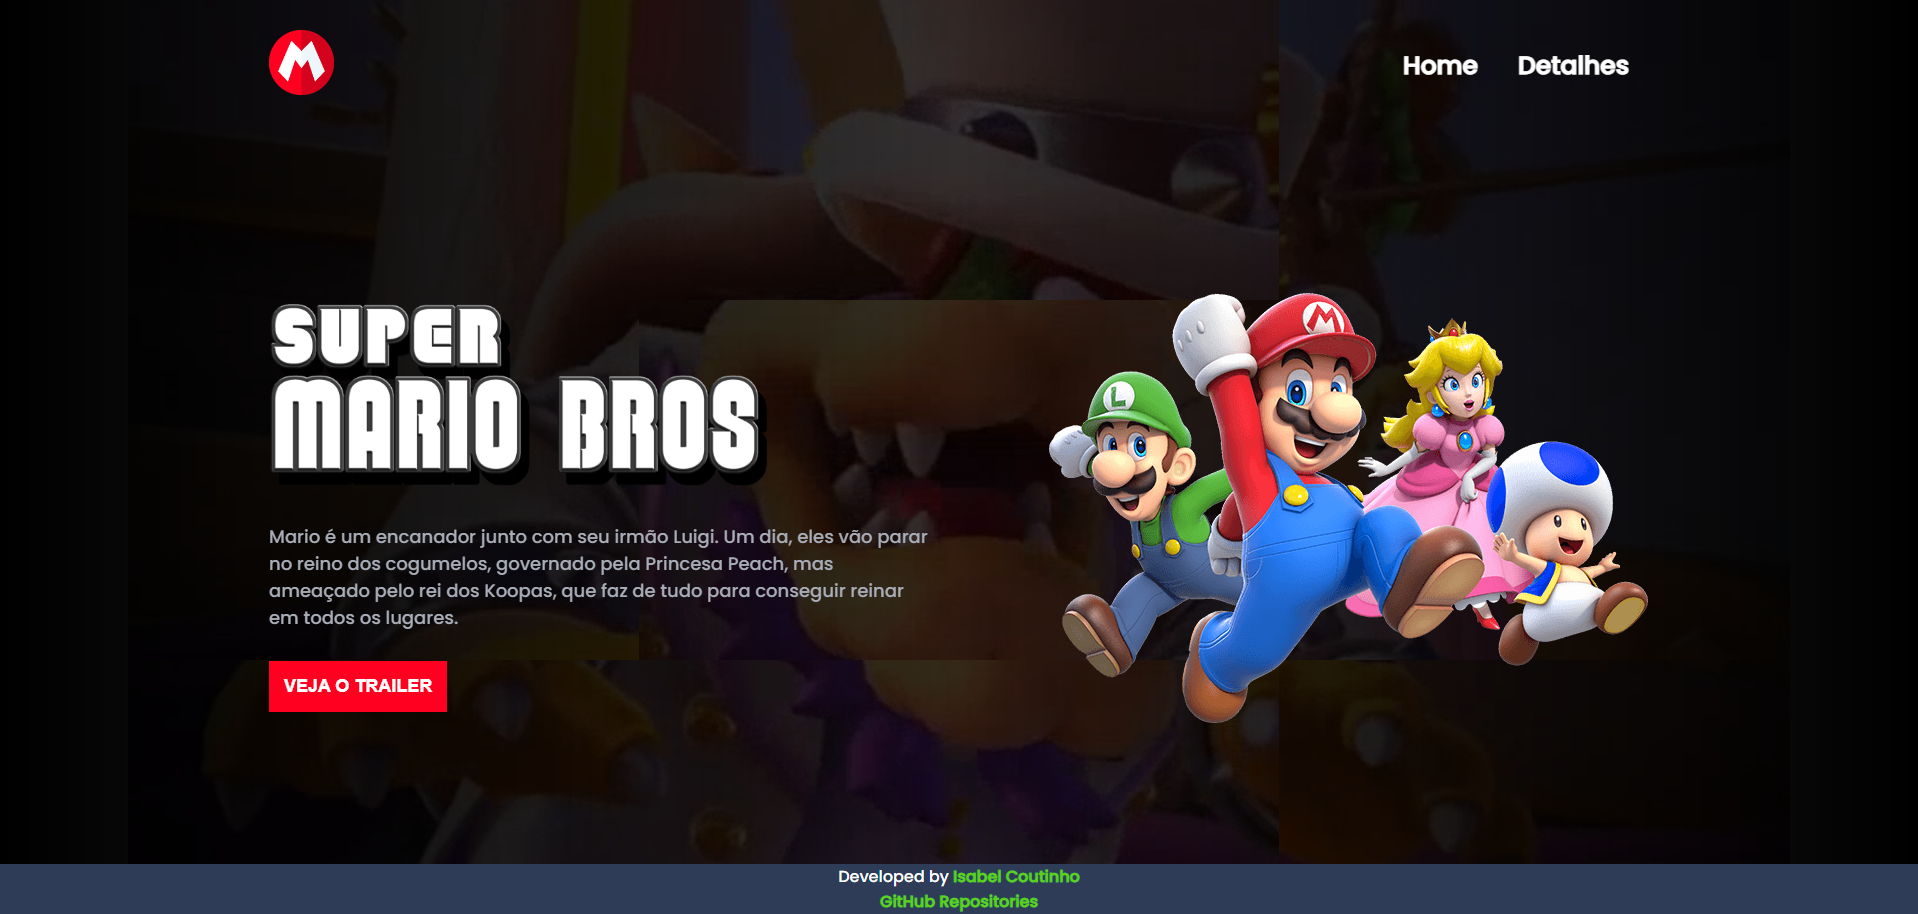 M
Home Detalhes
SUPER
MARIO BROS
M
L
Mario é um encanador junto com seu irmão Luigi. Um dia, eles vão parar
no reino dos cogumelos, governado pela Princesa Peach, mas
ameaçado pelo rei dos Koopas, que faz de tudo para conseguir reinar
em todos os lugares.
VEJA O TRAILER
Developed by Isabel Coutinho
GitHub Repositories